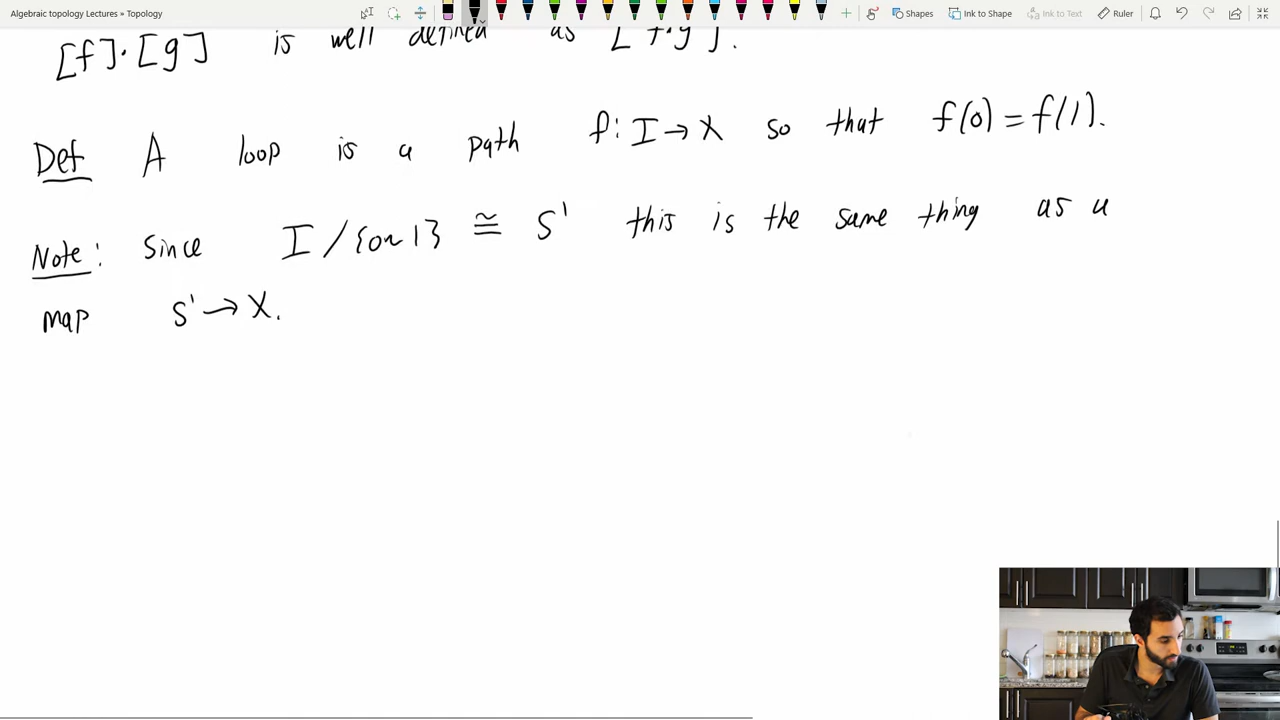 Algebraic topology Lectures » Topology
Shapes
Ink to Shape
Ink to Text
Ruler
[f]·[g] is well defined as [f·g].
Def A loop is a path f: I → X so that f(0) = f(1).
Note: Since I/{0~1} ≅ S¹ this is the same thing as a
map S¹ → X.